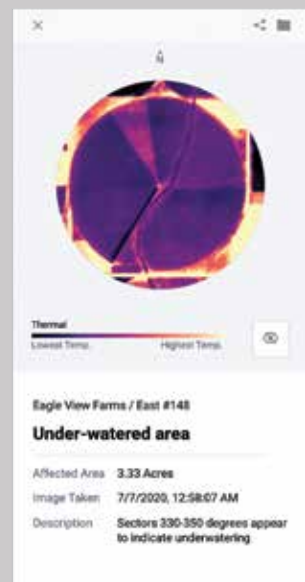 Thermal
Lowest Temp. Highest Temp.
Eagle View Farms / East #148
Under-watered area
Affected Area 3.33 Acres
Image Taken 7/7/2020, 12:58:07 AM
Description Sectors 330-350 degrees appear
to indicate underwatering